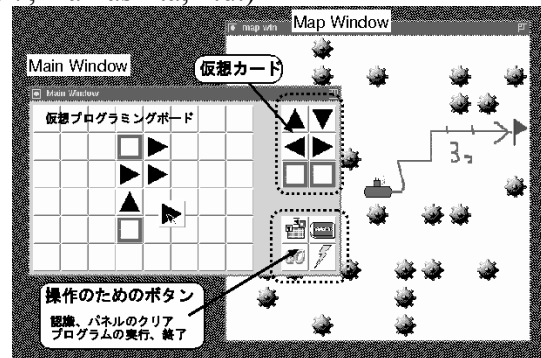 map win
Map Window
Main Window
仮想カード
Main Window
仮想プログラミングボード
3
操作のためのボタン
認識、パネルのクリア
プログラムの実行、終了